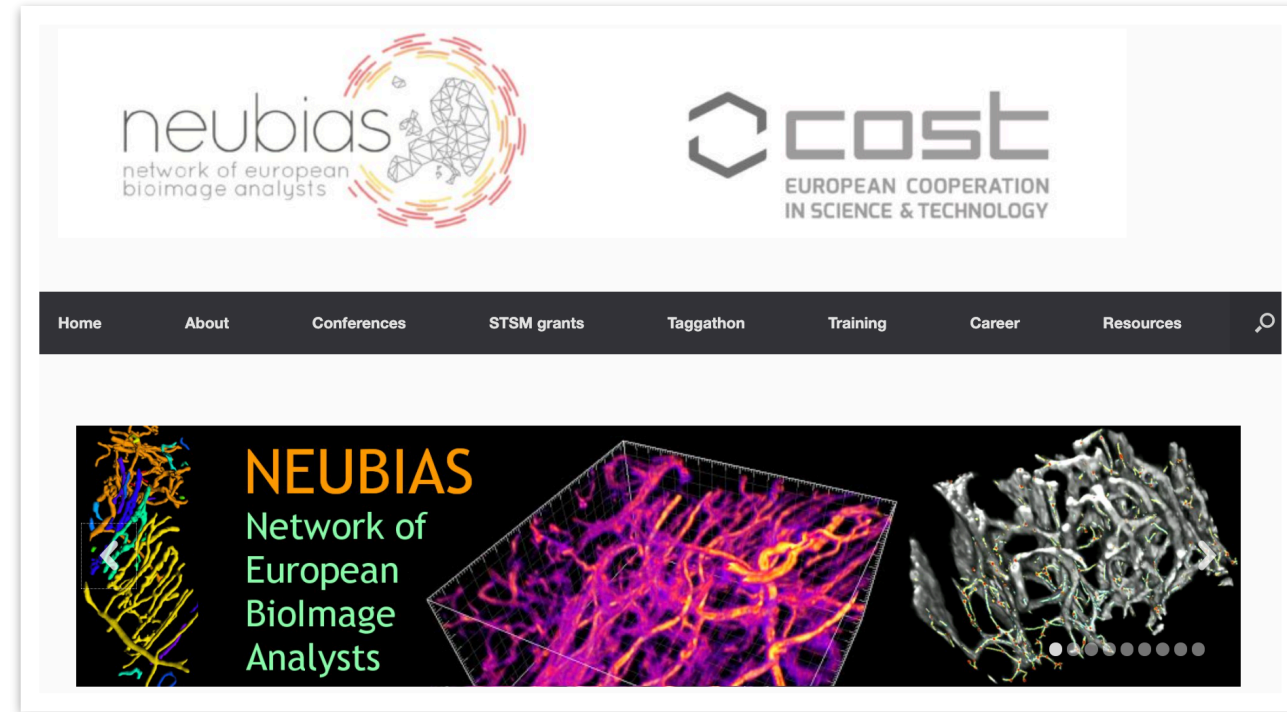 neubias
network of european
bioimage analysts
cost
EUROPEAN COOPERATION
IN SCIENCE & TECHNOLOGY
Home About Conferences STSM grants Taggathon Training Career Resources
NEUBIAS
Network of
European
BioImage
Analysts